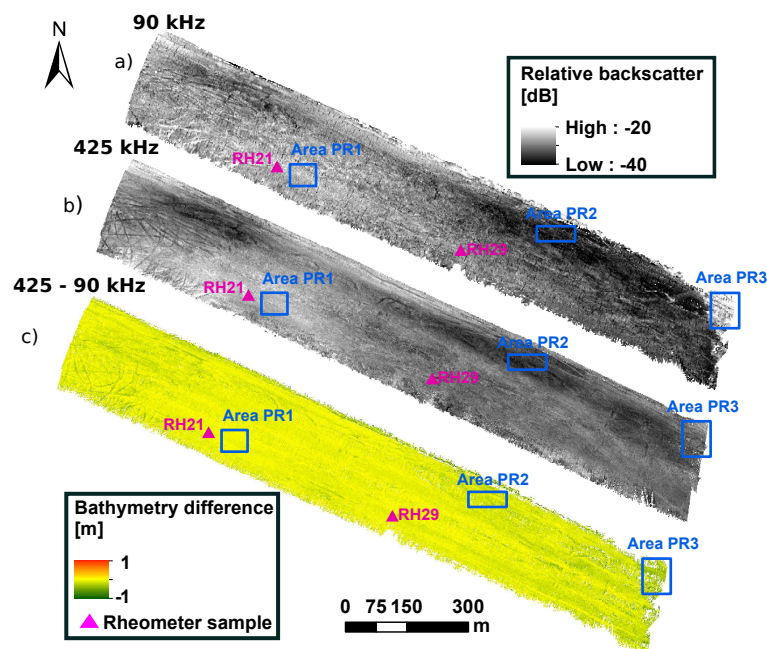 90 kHz
N
a)
Relative backscatter
[dB]
High : -20
Low : -40
425 kHz
RH21
Area PR1
Area PR2
RH29
b)
Area PR3
425 - 90 kHz
RH21
Area PR1
Area PR2
RH29
c)
Area PR3
RH21
Area PR1
Area PR2
RH29
Area PR3
Bathymetry difference
[m]
1
-1
Rheometer sample
0 75 150 300
m